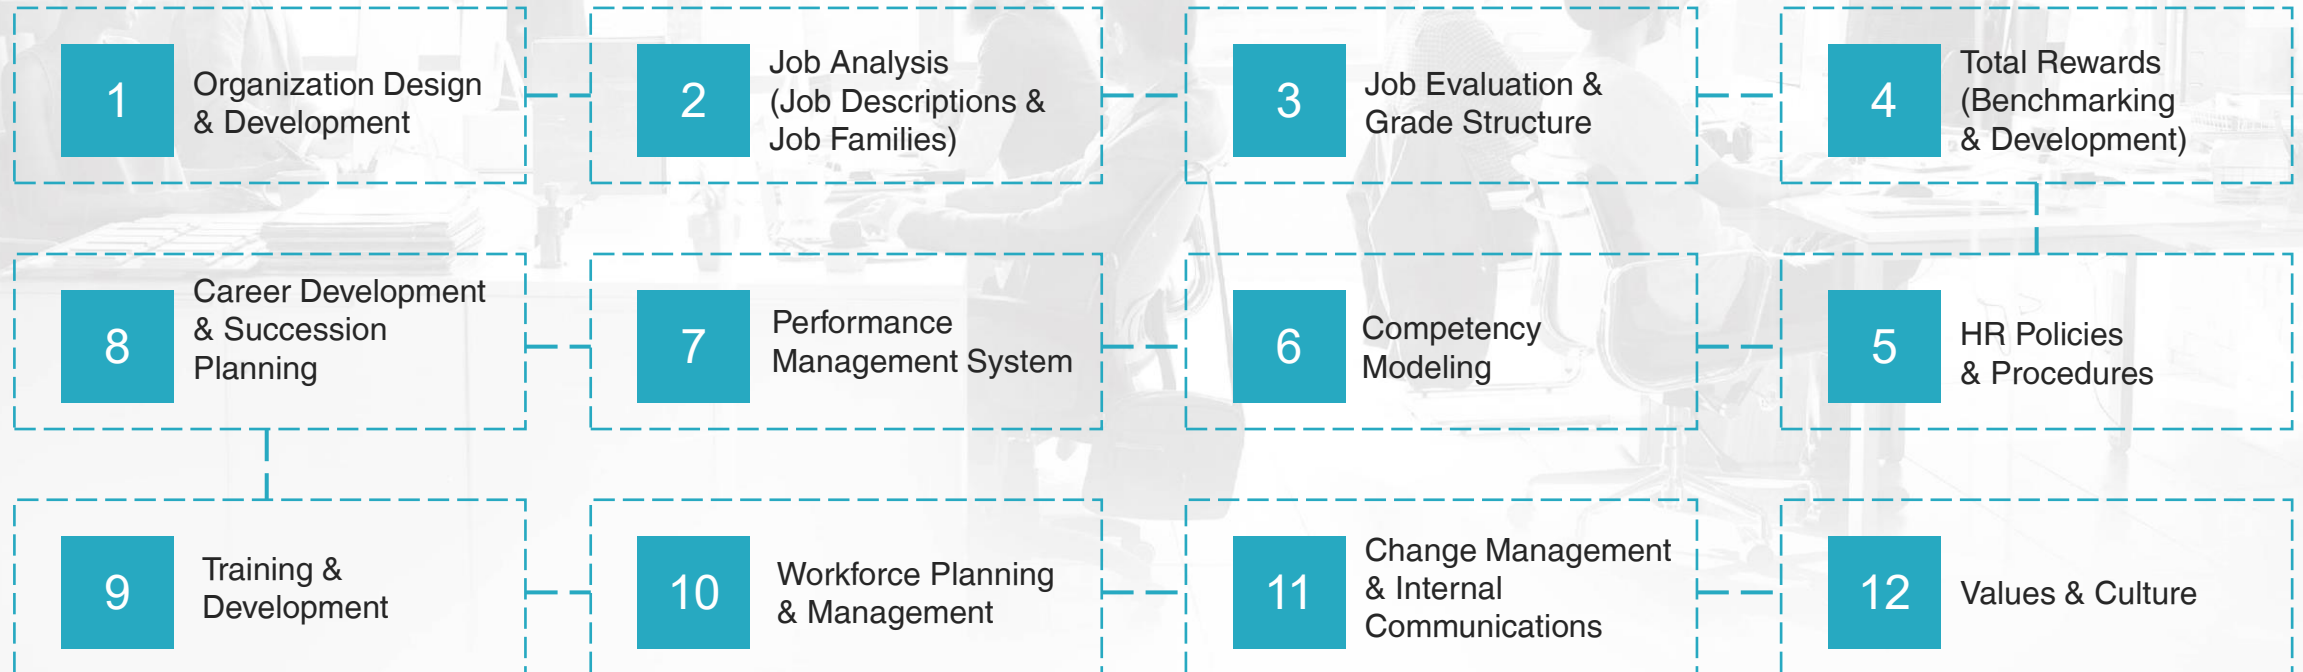 1
Organization Design
& Development
2
Job Analysis
(Job Descriptions &
Job Families)
3
Job Evaluation &
Grade Structure
4
Total Rewards
(Benchmarking
& Development)
8
Career Development
& Succession
Planning
7
Performance
Management System
6
Competency
Modeling
5
HR Policies
& Procedures
9
Training &
Development
10
Workforce Planning
& Management
11
Change Management
& Internal
Communications
12
Values & Culture